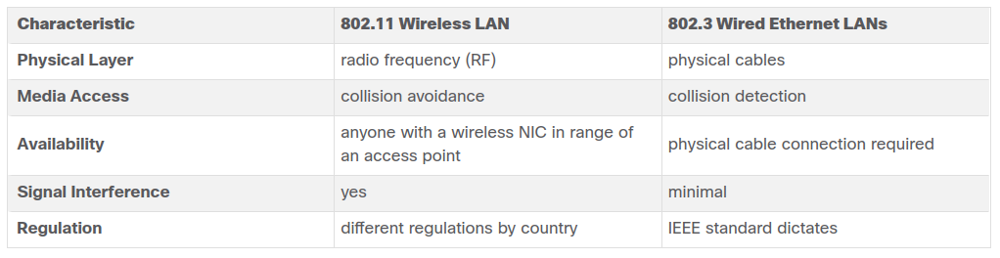 Characteristic 802.11 Wireless LAN 802.3 Wired Ethernet LANs
Physical Layer radio frequency (RF) physical cables
Media Access collision avoidance collision detection
Availability anyone with a wireless NIC in range of physical cable connection required
an access point
Signal Interference yes minimal
Regulation different regulations by country IEEE standard dictates